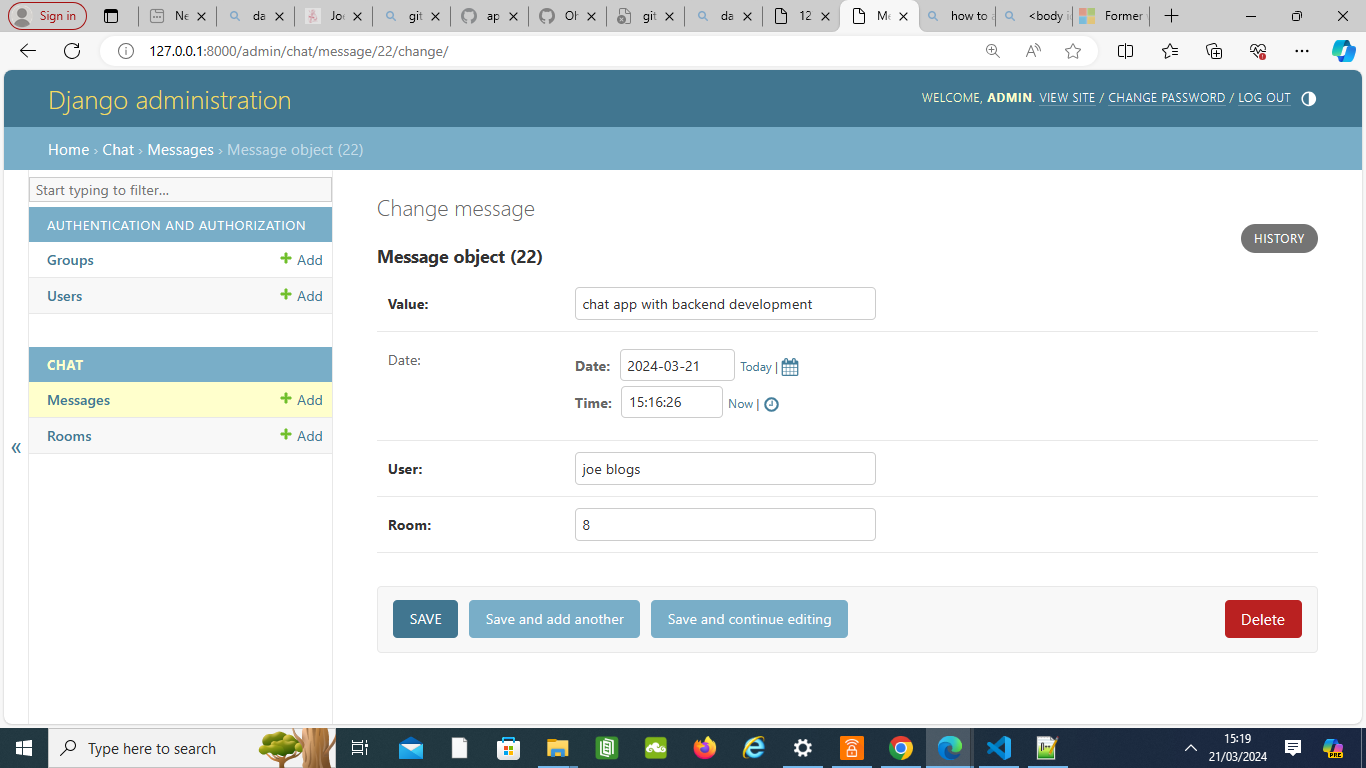 Sign in
Ne
da
Joe
git
ap
Oh
git
da
12
Me
how to a
<body i
Former
127.0.0.1:8000/admin/chat/message/22/change/
Django administration
WELCOME, ADMIN. VIEW SITE / CHANGE PASSWORD / LOG OUT
Home › Chat › Messages › Message object (22)
Start typing to filter...
AUTHENTICATION AND AUTHORIZATION
Groups + Add
Users + Add
CHAT
Messages + Add
Rooms + Add
«
Change message
HISTORY
Message object (22)
Value: chat app with backend development
Date: Date: 2024-03-21 Today |
Time: 15:16:26 Now |
User: joe blogs
Room: 8
SAVE Save and add another Save and continue editing Delete
Type here to search
15:19
21/03/2024
PRE